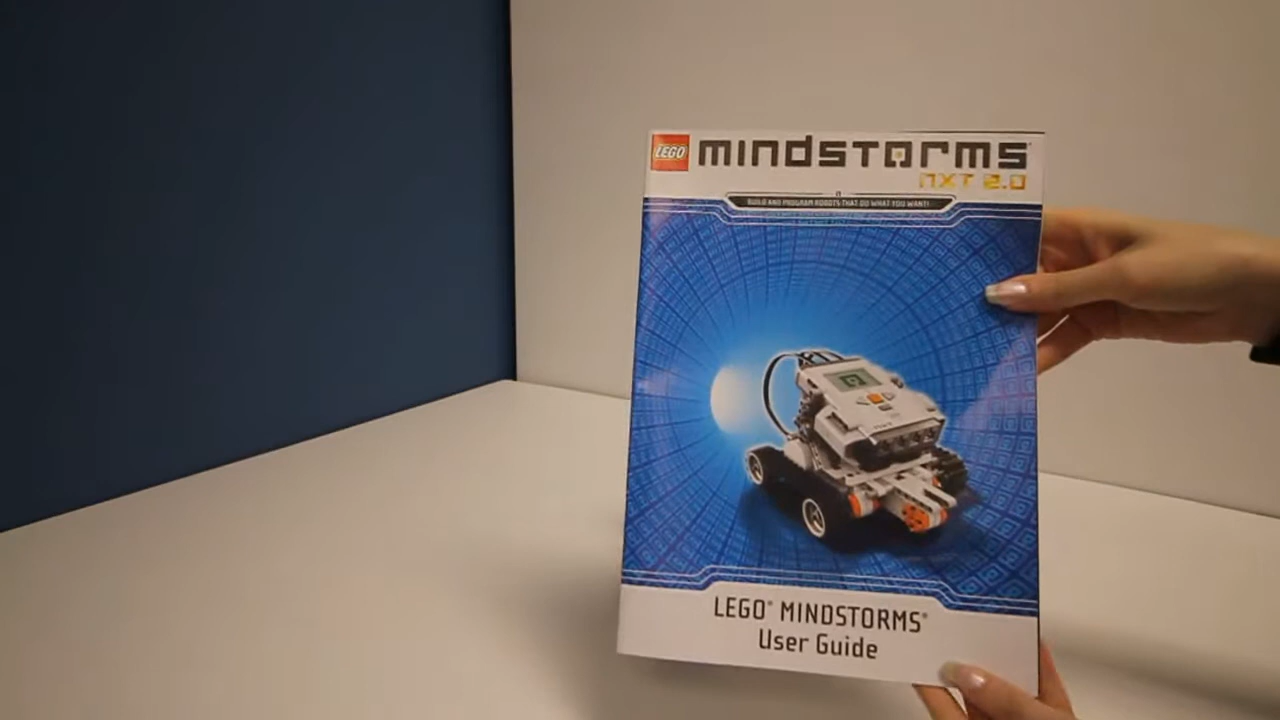 LEGO mindstorms
NXT 2.0
BUILD AND PROGRAM ROBOTS THAT DO WHAT YOU WANT!
LEGO® MINDSTORMS®
User Guide